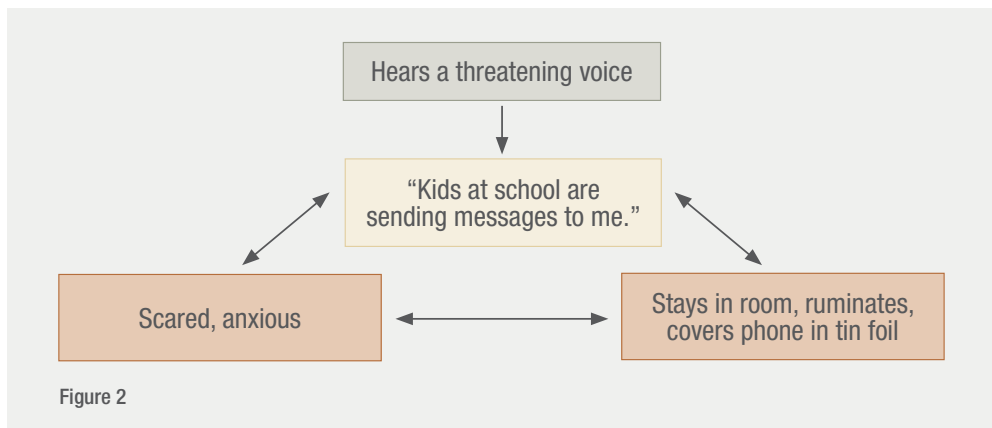 Hears a threatening voice
“Kids at school are
sending messages to me.”
Scared, anxious
Stays in room, ruminates,
covers phone in tin foil
Figure 2